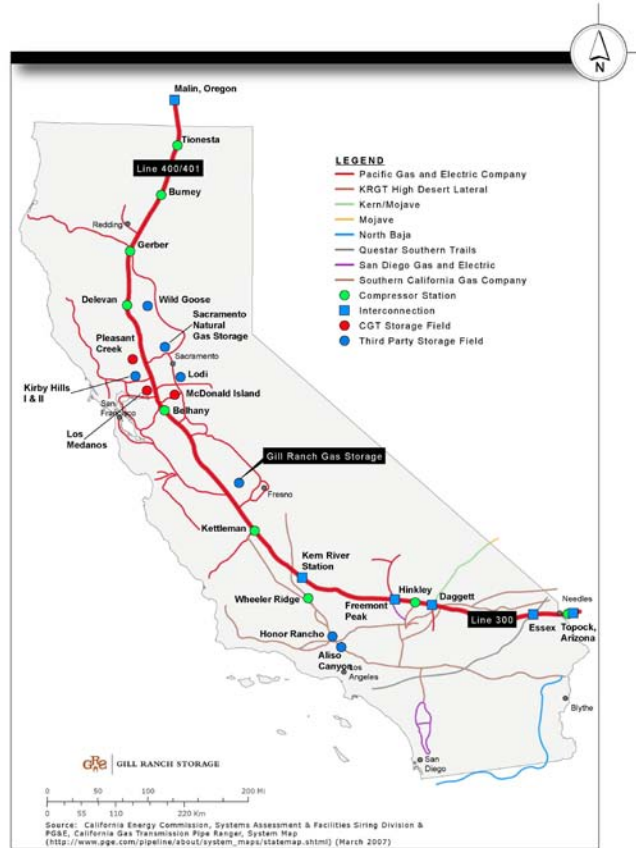 N
Malin, Oregon
Tionesta
Line 400/401
Burney
Redding
Gerber
Delevan
Wild Goose
Sacramento
Natural
Gas Storage
Pleasant
Creek
Sacramento
Lodi
Kirby Hills
I & II
McDonald Island
San
Francisco
Bethany
Los
Medanos
Gill Ranch Gas Storage
Fresno
Kettleman
Kern River
Station
Hinkley
Daggett
Needles
Wheeler Ridge
Freemont
Peak
Line 300
Essex
Topock,
Arizona
Honor Rancho
Aliso
Canyon
Los
Angeles
Blythe
San
Diego
LEGEND
Pacific Gas and Electric Company
KRGT High Desert Lateral
Kern/Mojave
Mojave
North Baja
Questar Southern Trails
San Diego Gas and Electric
Southern California Gas Company
Compressor Station
Interconnection
CGT Storage Field
Third Party Storage Field
GRS GILL RANCH STORAGE
0 50 100 200 Mi
0 55 110 220 Km
Source: California Energy Commission, Systems Assessment & Facilities Siring Division &
PG&E, California Gas Transmission Pipe Ranger, System Map
(http://www.pge.com/pipeline/about/system_maps/statemap.shtml) (March 2007)